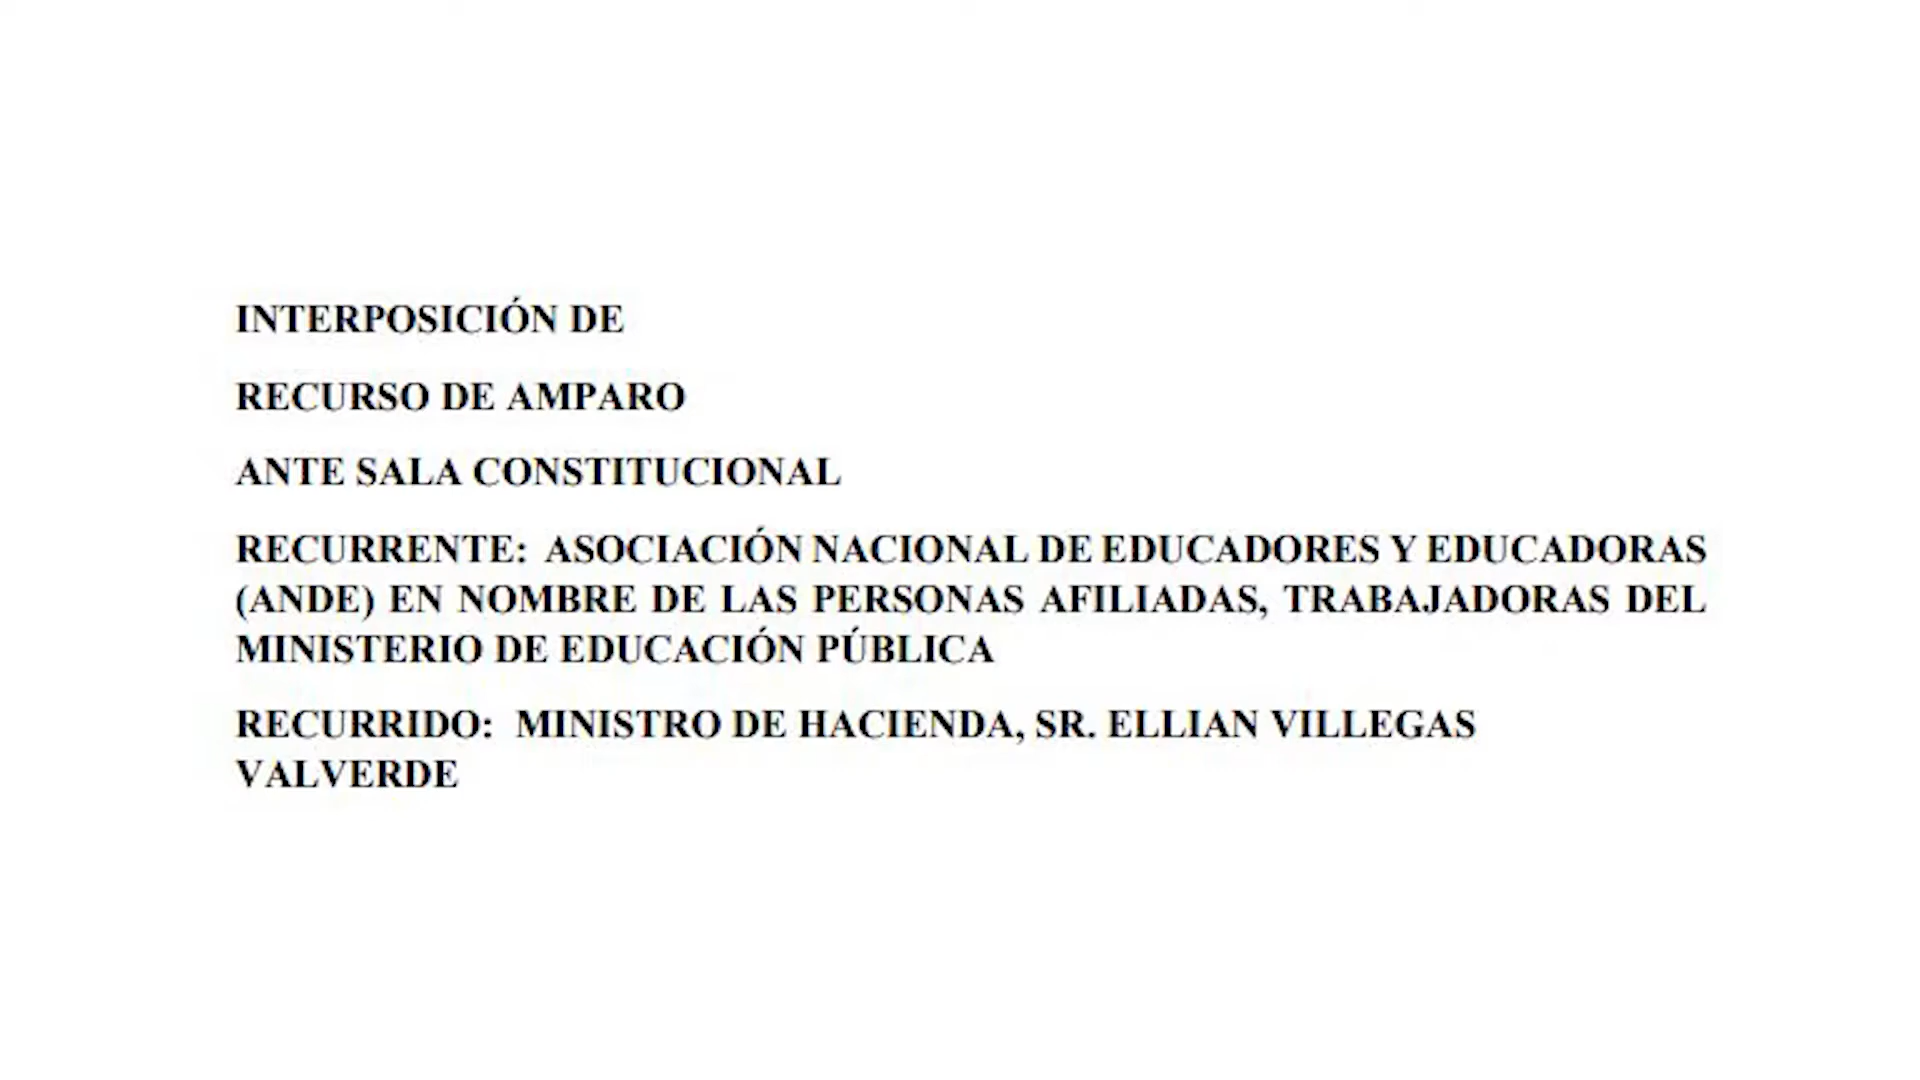 INTERPOSICIÓN DE
RECURSO DE AMPARO
ANTE SALA CONSTITUCIONAL
RECURRENTE: ASOCIACIÓN NACIONAL DE EDUCADORES Y EDUCADORAS
(ANDE) EN NOMBRE DE LAS PERSONAS AFILIADAS, TRABAJADORAS DEL
MINISTERIO DE EDUCACIÓN PÚBLICA
RECURRIDO: MINISTRO DE HACIENDA, SR. ELLIAN VILLEGAS
VALVERDE